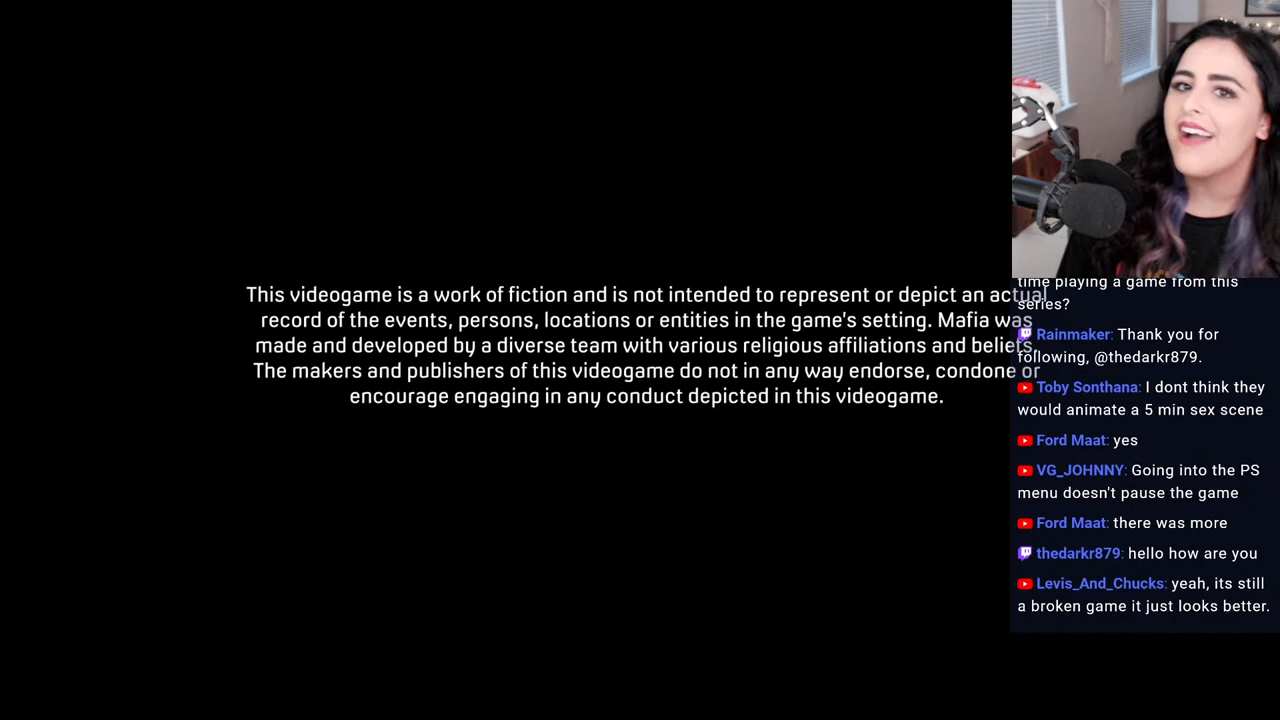 This videogame is a work of fiction and is not intended to represent or depict an actual
record of the events, persons, locations or entities in the game's setting. Mafia was
made and developed by a diverse team with various religious affiliations and beliefs.
The makers and publishers of this videogame do not in any way endorse, condone or
encourage engaging in any conduct depicted in this videogame.
time playing a game from this
series?
Rainmaker: Thank you for
following, @thedarkr879.
Toby Sonthana: I dont think they
would animate a 5 min sex scene
Ford Maat: yes
VG_JOHNNY: Going into the PS
menu doesn't pause the game
Ford Maat: there was more
thedarkr879: hello how are you
Levis_And_Chucks: yeah, its still
a broken game it just looks better.